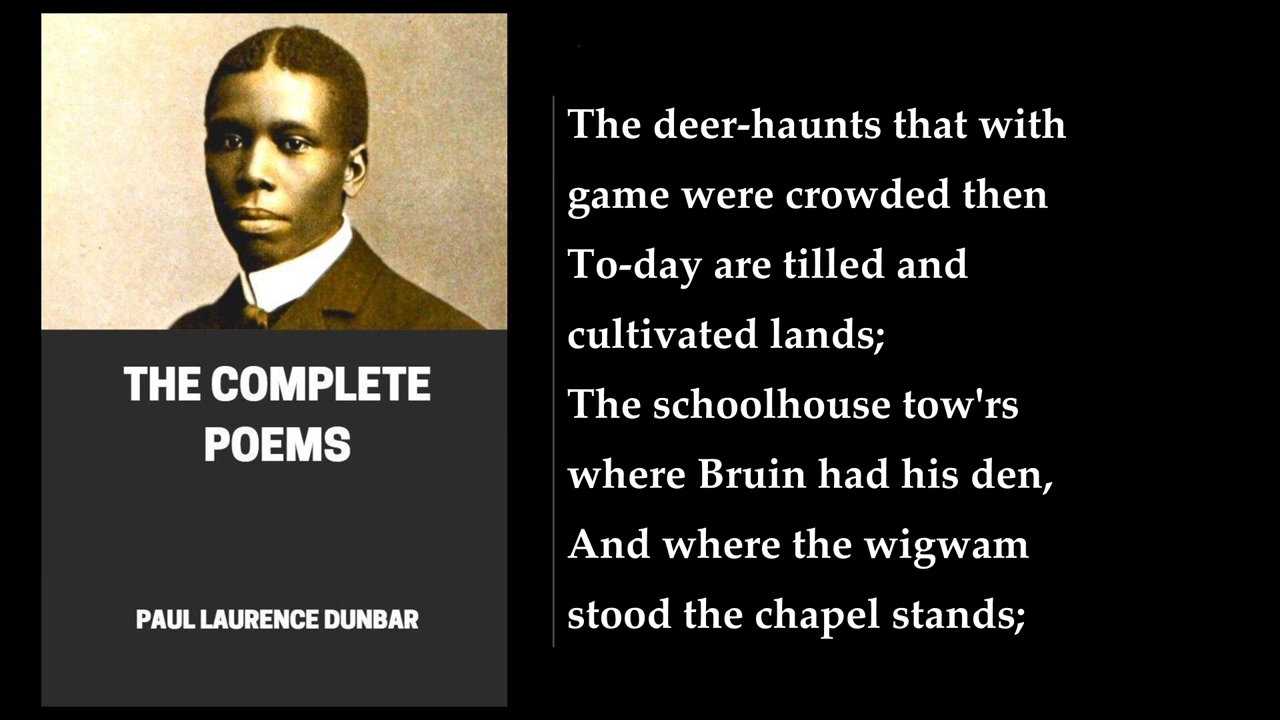 THE COMPLETE
POEMS
PAUL LAURENCE DUNBAR
The deer-haunts that with
game were crowded then
To-day are tilled and
cultivated lands;
The schoolhouse tow'rs
where Bruin had his den,
And where the wigwam
stood the chapel stands;